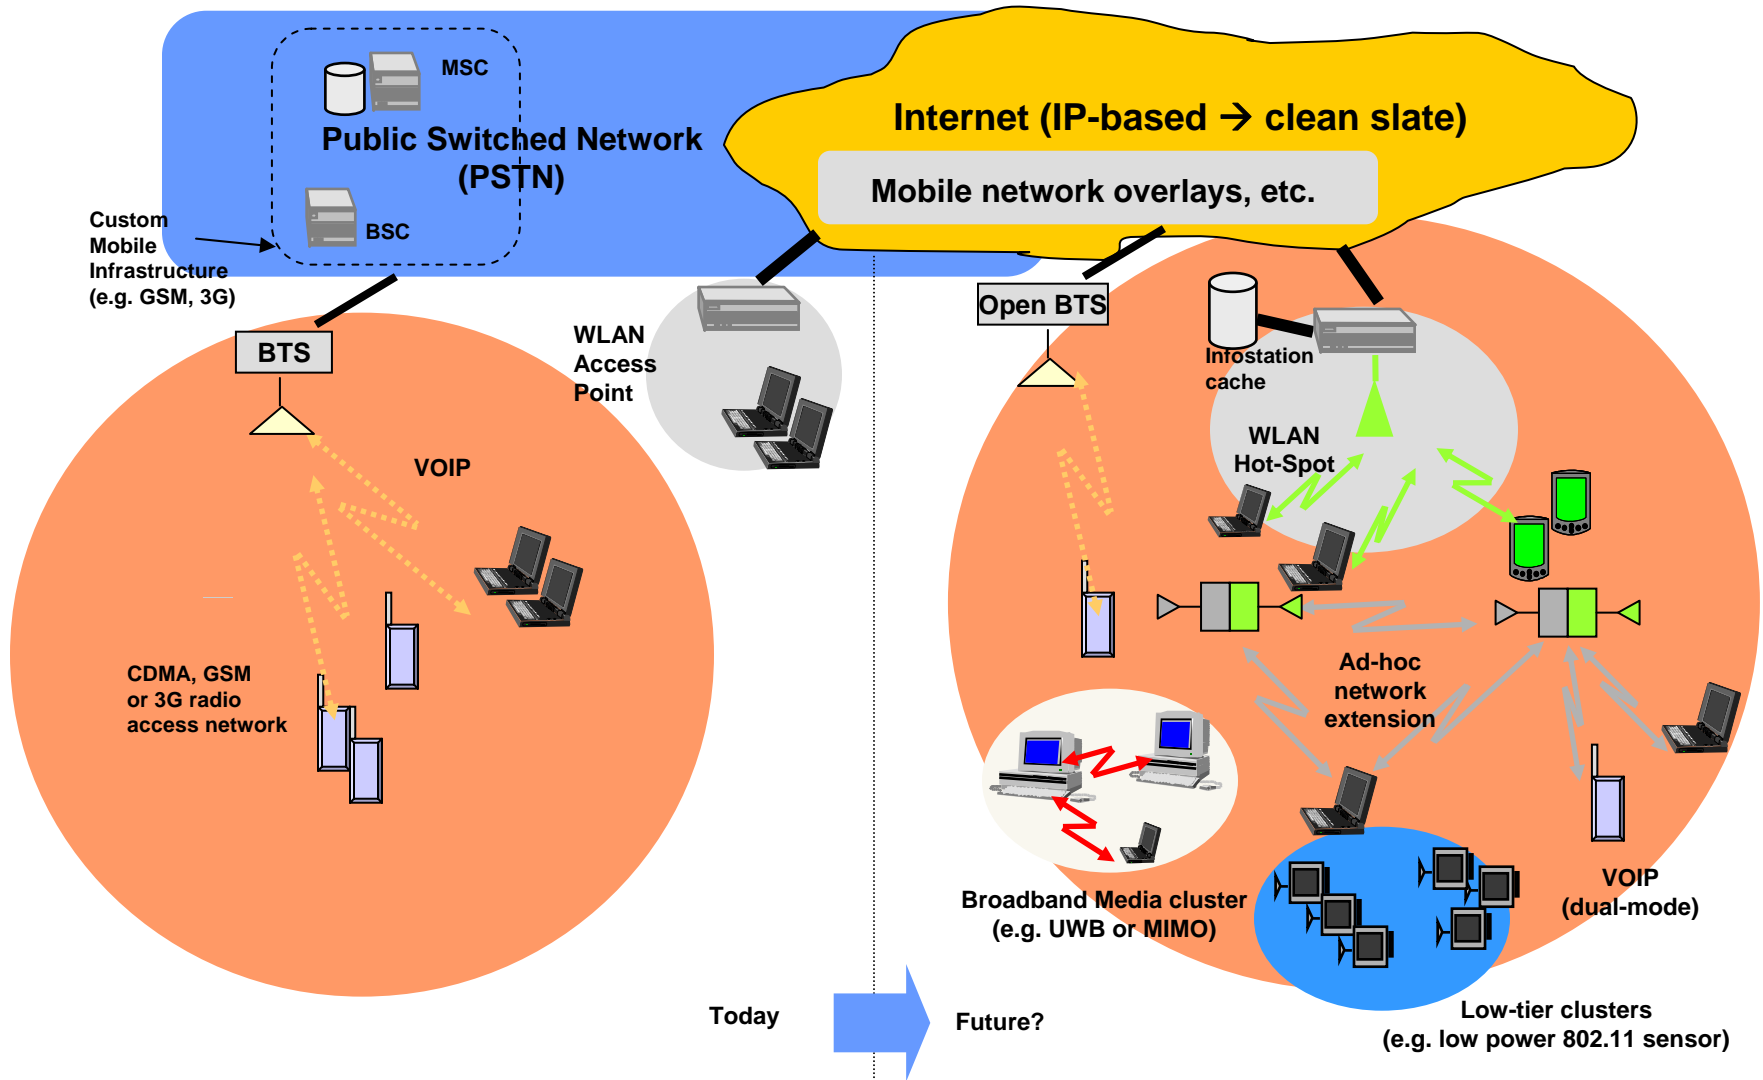 MSC
Public Switched Network
(PSTN)
BSC
Custom
Mobile
Infrastructure
(e.g. GSM, 3G)
Internet (IP-based → clean slate)
Mobile network overlays, etc.
BTS
VOIP
CDMA, GSM
or 3G radio
access network
WLAN
Access
Point
Open BTS
Infostation
cache
WLAN
Hot-Spot
Ad-hoc
network
extension
Broadband Media cluster
(e.g. UWB or MIMO)
VOIP
(dual-mode)
Low-tier clusters
(e.g. low power 802.11 sensor)
Today
Future?